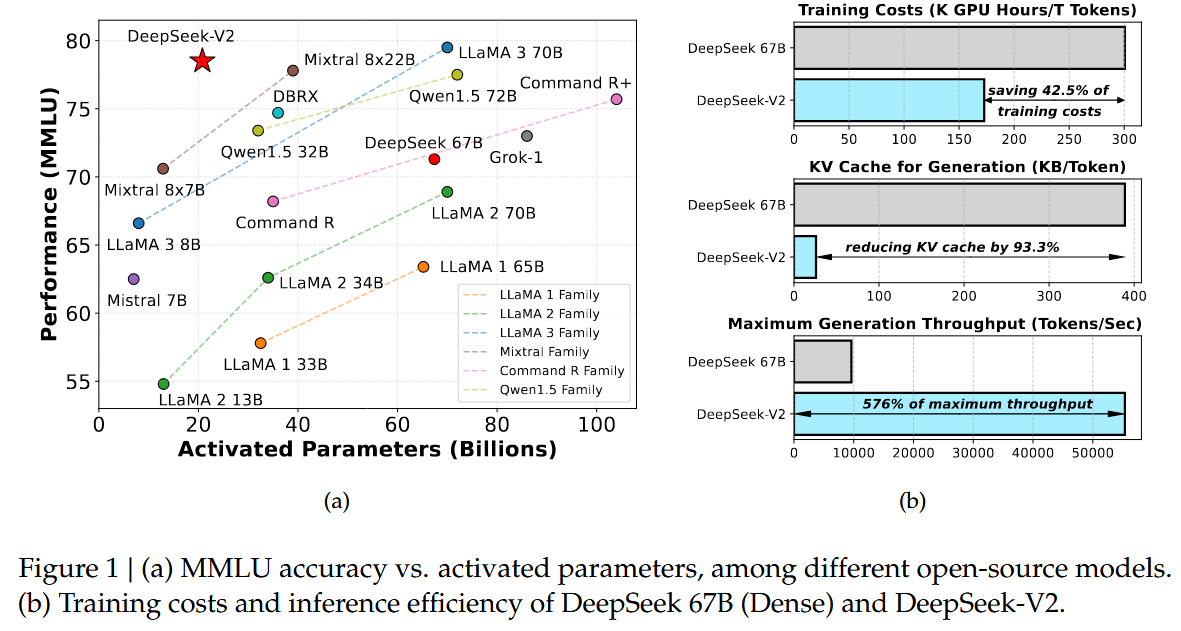 Performance (MMLU)
80
75
70
65
60
55
DeepSeek-V2
Mixtral 8x22B
LLaMA 3 70B
Command R+
DBRX
Qwen1.5 72B
Qwen1.5 32B
DeepSeek 67B
Grok-1
Mixtral 8x7B
Command R
LLaMA 2 70B
LLaMA 3 8B
LLaMA 1 65B
Mistral 7B
LLaMA 2 34B
LLaMA 1 33B
LLaMA 2 13B
LLaMA 1 Family
LLaMA 2 Family
LLaMA 3 Family
Mixtral Family
Command R Family
Qwen1.5 Family
0 20 40 60 80 100
Activated Parameters (Billions)
(a)
Training Costs (K GPU Hours/T Tokens)
DeepSeek 67B
DeepSeek-V2
saving 42.5% of
training costs
0 50 100 150 200 250 300
KV Cache for Generation (KB/Token)
DeepSeek 67B
DeepSeek-V2
reducing KV cache by 93.3%
0 100 200 300 400
Maximum Generation Throughput (Tokens/Sec)
DeepSeek 67B
DeepSeek-V2
576% of maximum throughput
0 10000 20000 30000 40000 50000
(b)
Figure 1 | (a) MMLU accuracy vs. activated parameters, among different open-source models.
(b) Training costs and inference efficiency of DeepSeek 67B (Dense) and DeepSeek-V2.